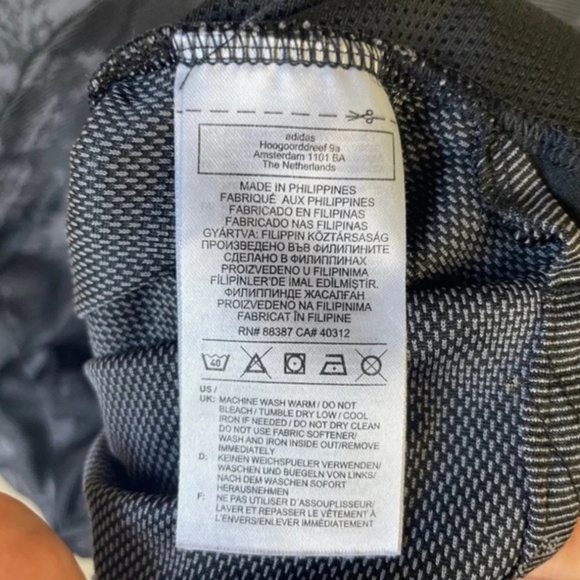 adidas
Hoogoorddreef 9a
Amsterdam 1101 BA
The Netherlands
MADE IN PHILIPPINES
FABRIQUÉ AUX PHILIPPINES
FABRICADO EN FILIPINAS
FABRICADO NAS FILIPINAS
GYÁRTVA: FILIPPIN KÖZTÁRSASÁG
ПРОИЗВЕДЕНО ВЪВ ФИЛИПИНИТЕ
СДЕЛАНО В ФИЛИППИНАХ
PROIZVEDENO U FILIPINIMA
FİLİPİNLER'DE İMAL EDİLMİŞTİR.
ФИЛИППИНДЕ ЖАСАЛҒАН
PROIZVEDENO NA FILIPINIMA
FABRICAT ÎN FILIPINE
RN# 88387 CA# 40312
40
US /
UK: MACHINE WASH WARM / DO NOT
BLEACH / TUMBLE DRY LOW / COOL
IRON IF NEEDED / DO NOT DRY CLEAN
DO NOT USE FABRIC SOFTENER/
WASH AND IRON INSIDE OUT/REMOVE
IMMEDIATELY
D: KEINEN WEICHSPUELER VERWENDEN/
WASCHEN UND BUEGELN VON LINKS/
NACH DEM WASCHEN SOFORT
HERAUSNEHMEN
F: NE PAS UTILISER D'ASSOUPLISSEUR/
LAVER ET REPASSER LE VÊTEMENT À
L'ENVERS/ENLEVER IMMÉDIATEMENT